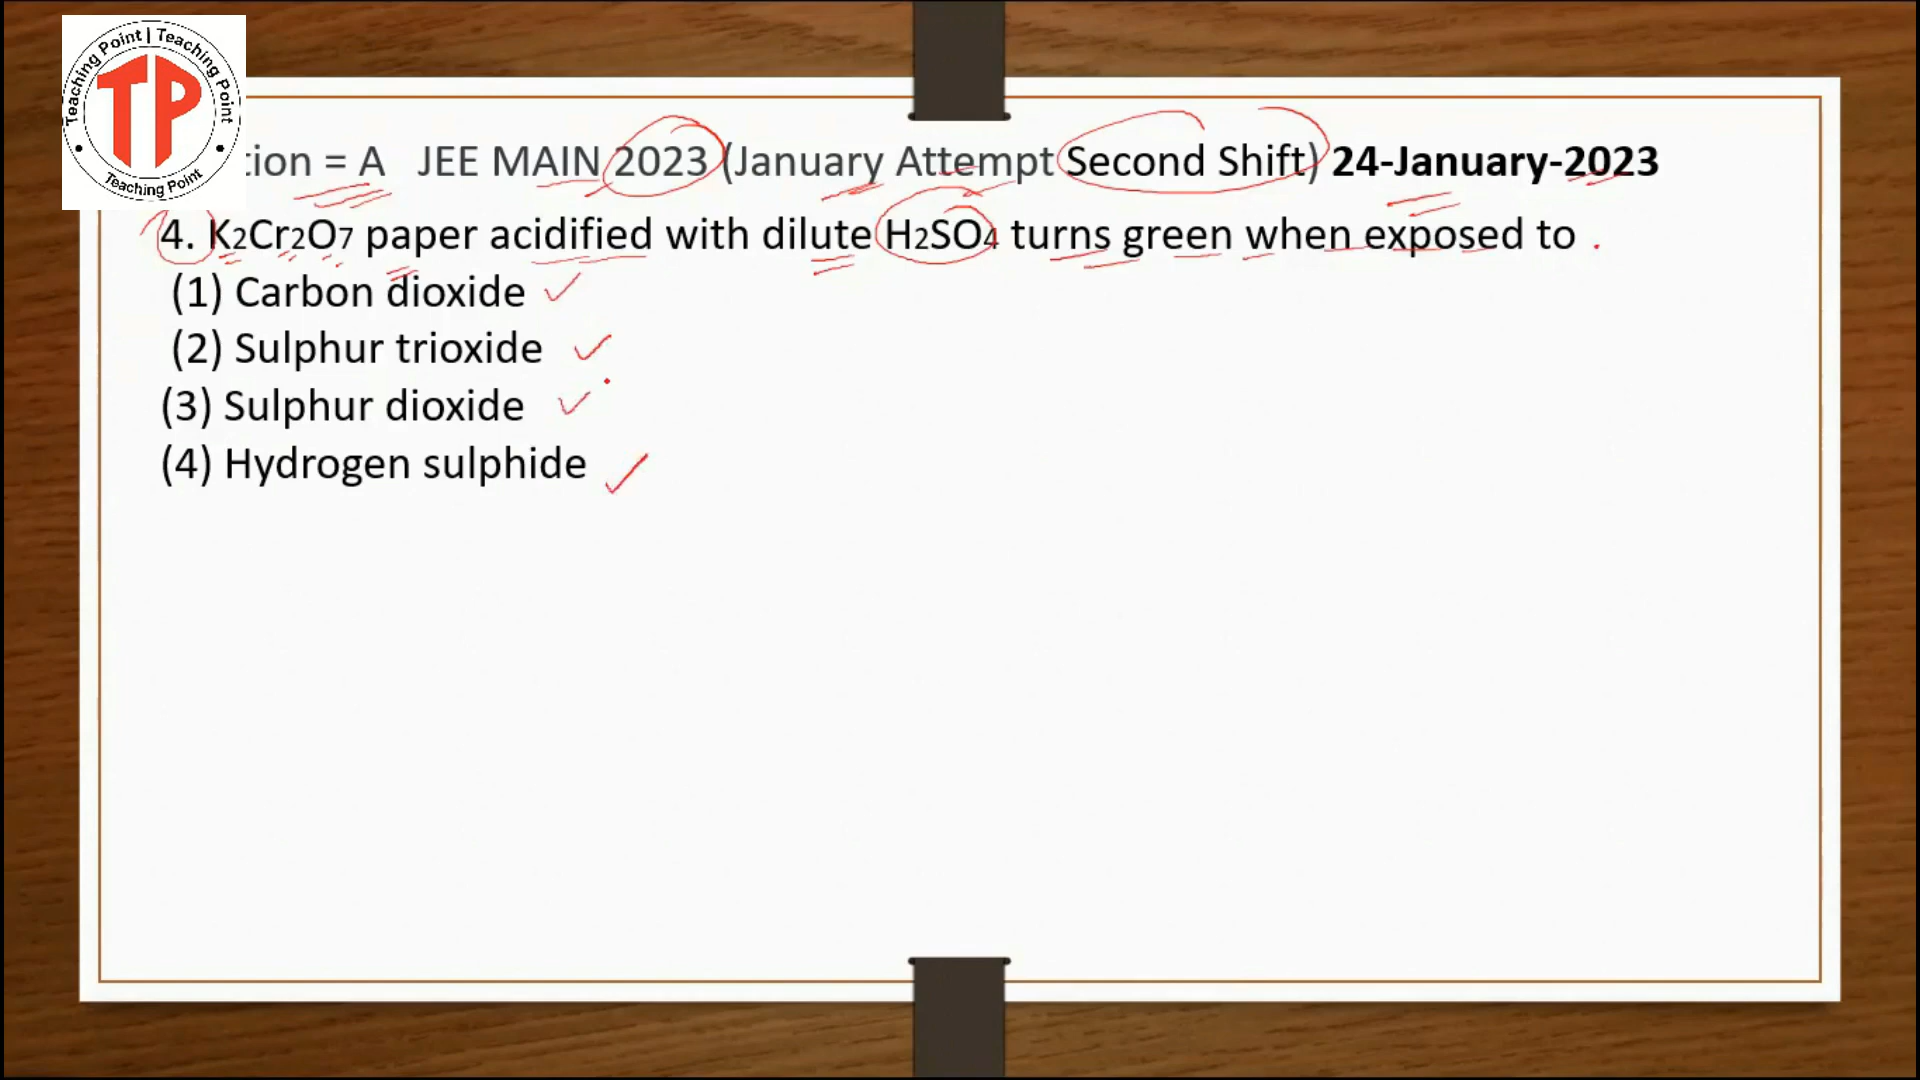 Teaching Point | Teaching Point
TP
Teaching Point
tion = A JEE MAIN 2023 (January Attempt Second Shift) 24-January-2023
4. K2Cr2O7 paper acidified with dilute H2SO4 turns green when exposed to .
(1) Carbon dioxide
(2) Sulphur trioxide
(3) Sulphur dioxide
(4) Hydrogen sulphide